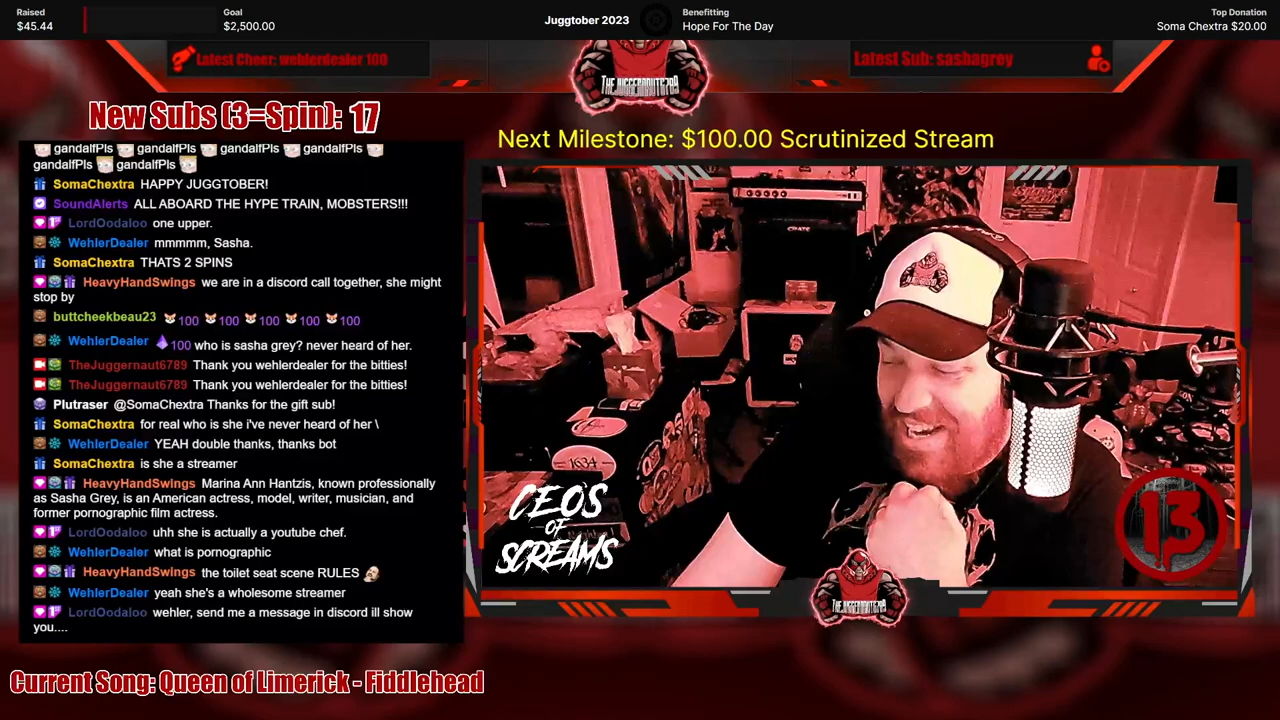 Raised
$45.44
Goal
$2,500.00
Juggtober 2023
Benefitting
Hope For The Day
Top Donation
Soma Chextra $20.00
Latest Cheer: wehlerdealer 100
THEJUGGERNAUT6789
Latest Sub: sashagrey
New Subs (3=Spin): 17
Next Milestone: $100.00 Scrutinized Stream
gandalfPls gandalfPls gandalfPls gandalfPls
gandalfPls gandalfPls
SomaChextra HAPPY JUGGTOBER!
SoundAlerts ALL ABOARD THE HYPE TRAIN, MOBSTERS!!!
LordOodaloo one upper.
WehlerDealer mmmmm, Sasha.
SomaChextra THATS 2 SPINS
HeavyHandSwings we are in a discord call together, she might
stop by
buttcheekbeau23 100 100 100 100 100
WehlerDealer 100 who is sasha grey? never heard of her.
TheJuggernaut6789 Thank you wehlerdealer for the bitties!
TheJuggernaut6789 Thank you wehlerdealer for the bitties!
Plutraser @SomaChextra Thanks for the gift sub!
SomaChextra for real who is she i've never heard of her \
WehlerDealer YEAH double thanks, thanks bot
SomaChextra is she a streamer
HeavyHandSwings Marina Ann Hantzis, known professionally
as Sasha Grey, is an American actress, model, writer, musician, and
former pornographic film actress.
LordOodaloo uhh she is actually a youtube chef.
WehlerDealer what is pornographic
HeavyHandSwings the toilet seat scene RULES
WehlerDealer yeah she's a wholesome streamer
LordOodaloo wehler, send me a message in discord ill show
you....
CRATE
1634
CEO'S
OF
SCREAMS
13
THEJUGGERNAUT6789
Current Song: Queen of Limerick - Fiddlehead